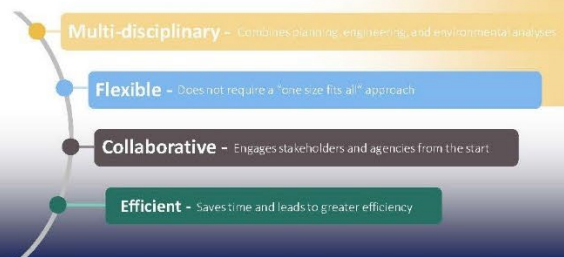 Multi-disciplinary - Combines planning, engineering, and environmental analyses
Flexible - Does not require a "one size fits all" approach
Collaborative - Engages stakeholders and agencies from the start
Efficient - Saves time and leads to greater efficiency